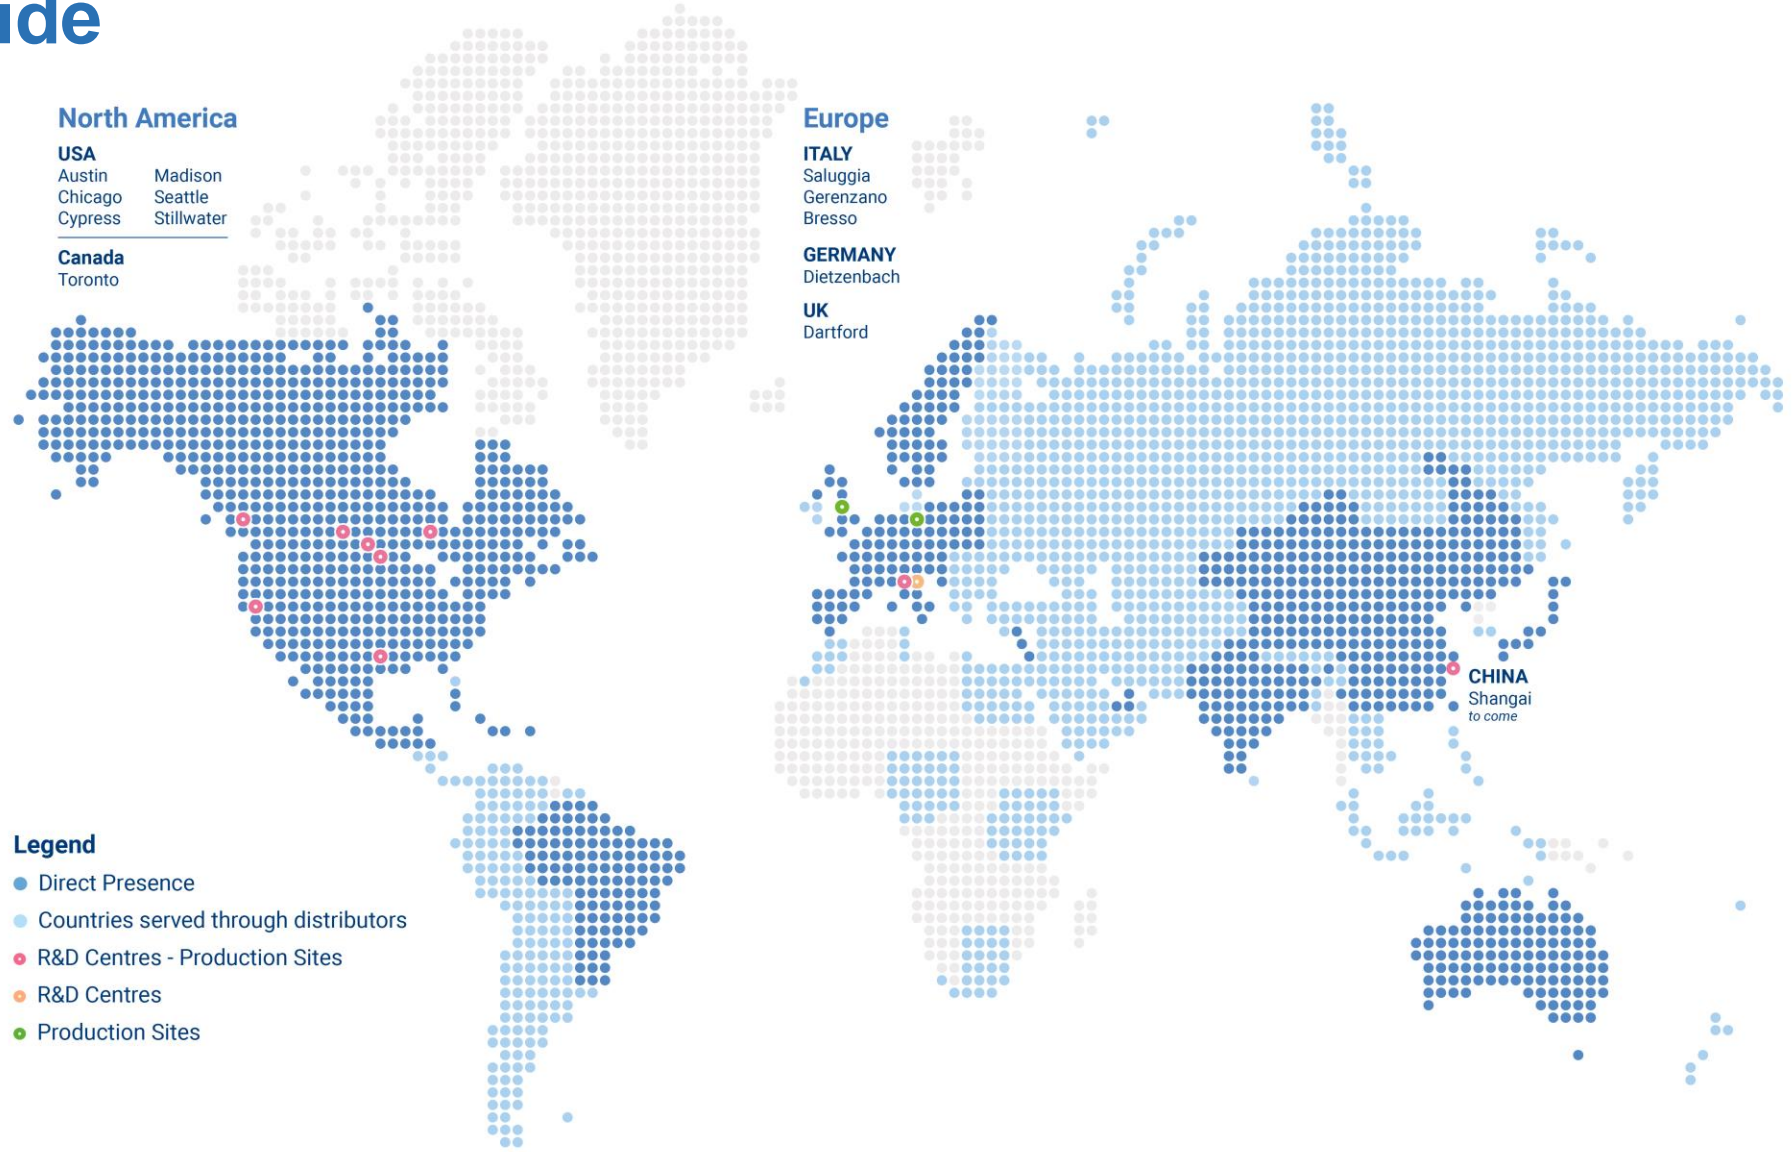 ide
North America
USA
Austin Madison
Chicago Seattle
Cypress Stillwater
Canada
Toronto
Europe
ITALY
Saluggia
Gerenzano
Bresso
GERMANY
Dietzenbach
UK
Dartford
CHINA
Shangai
to come
Legend
Direct Presence
Countries served through distributors
R&D Centres - Production Sites
R&D Centres
Production Sites